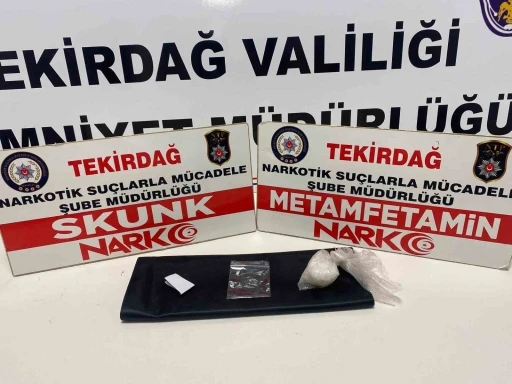 TEKİRDAĞ VALİLİĞİ
EMNİYET MÜDÜRLÜĞÜ
TEKİRDAĞ
NARKOTİK SUÇLARLA MÜCADELE
ŞUBE MÜDÜRLÜĞÜ
SKUNK
NARKO
TEKİRDAĞ
NARKOTİK SUÇLARLA MÜCADELE
ŞUBE MÜDÜRLÜĞÜ
METAMFETAMİN
NARKO